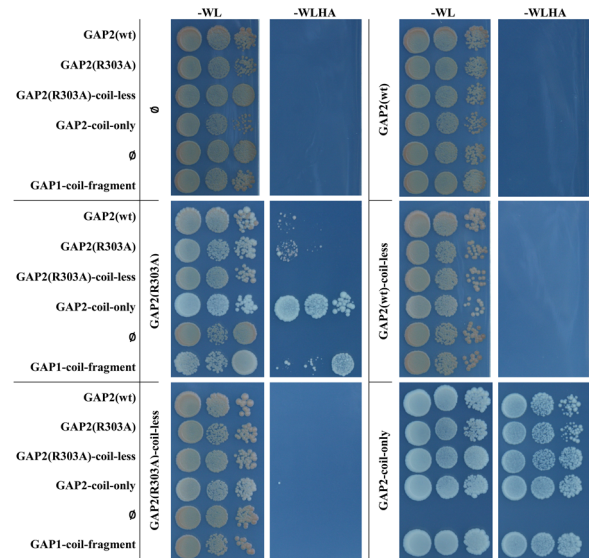 -WL -WLHA -WL -WLHA
GAP2(wt)
GAP2(R303A)
GAP2(R303A)-coil-less
GAP2-coil-only
Ø
GAP1-coil-fragment
Ø
GAP2(wt)
GAP2(wt)
GAP2(R303A)
GAP2(R303A)-coil-less
GAP2-coil-only
Ø
GAP1-coil-fragment
GAP2(R303A)
GAP2(wt)-coil-less
GAP2(wt)
GAP2(R303A)
GAP2(R303A)-coil-less
GAP2-coil-only
Ø
GAP1-coil-fragment
GAP2(R303A)-coil-less
GAP2-coil-only